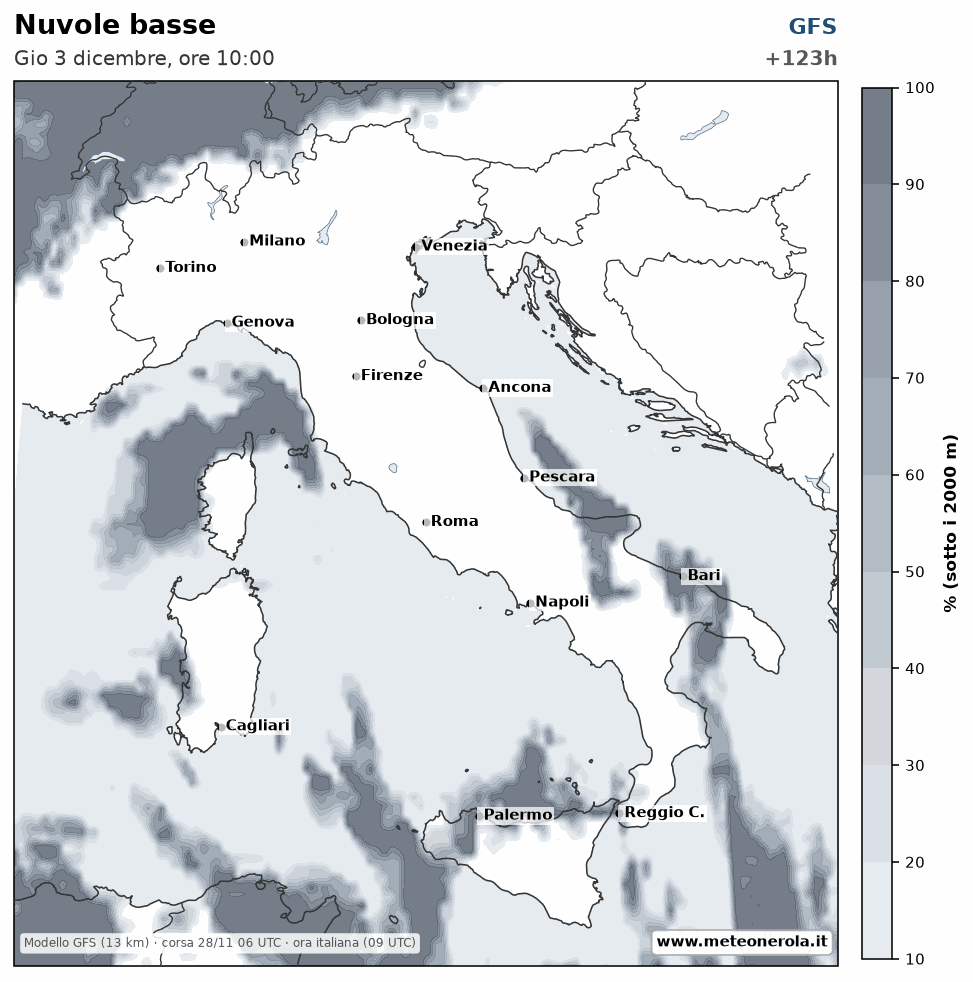 Nuvole basse
GFS
Gio 3 dicembre, ore 10:00
+123h
100
90
80
70
60
50
40
30
20
10
% (sotto i 2000 m)
Milano
Venezia
Torino
Genova
Bologna
Firenze
Ancona
Pescara
Roma
Bari
Napoli
Cagliari
Palermo
Reggio C.
Modello GFS (13 km) · corsa 28/11 06 UTC · ora italiana (09 UTC)
www.meteonerola.it